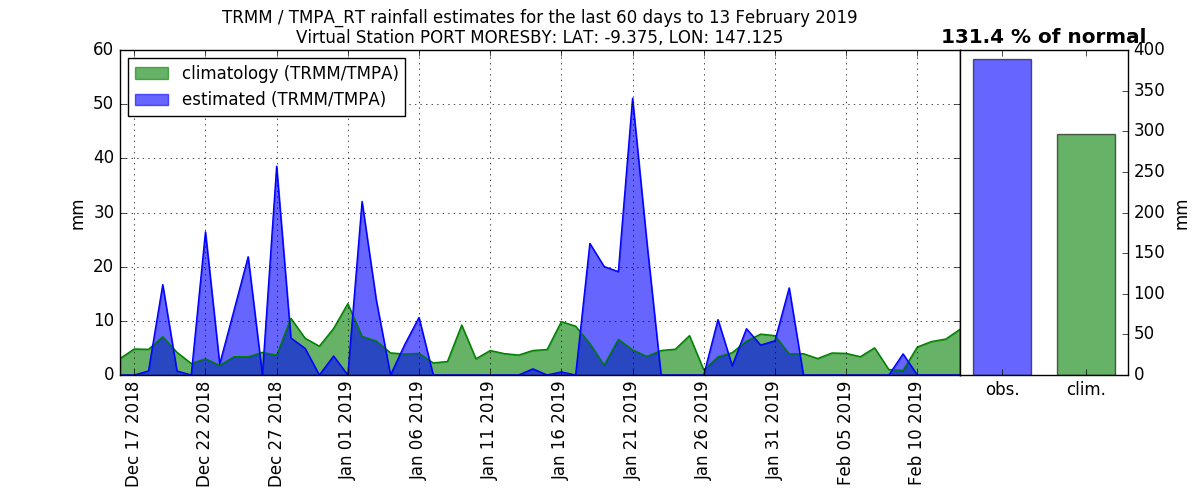 TRMM / TMPA_RT rainfall estimates for the last 60 days to 13 February 2019
Virtual Station PORT MORESBY: LAT: -9.375, LON: 147.125
131.4 % of normal
climatology (TRMM/TMPA)
estimated (TRMM/TMPA)
60
50
40
30
20
10
0
mm
Dec 17 2018
Dec 22 2018
Dec 27 2018
Jan 01 2019
Jan 06 2019
Jan 11 2019
Jan 16 2019
Jan 21 2019
Jan 26 2019
Jan 31 2019
Feb 05 2019
Feb 10 2019
obs.
clim.
400
350
300
250
200
150
100
50
0
mm